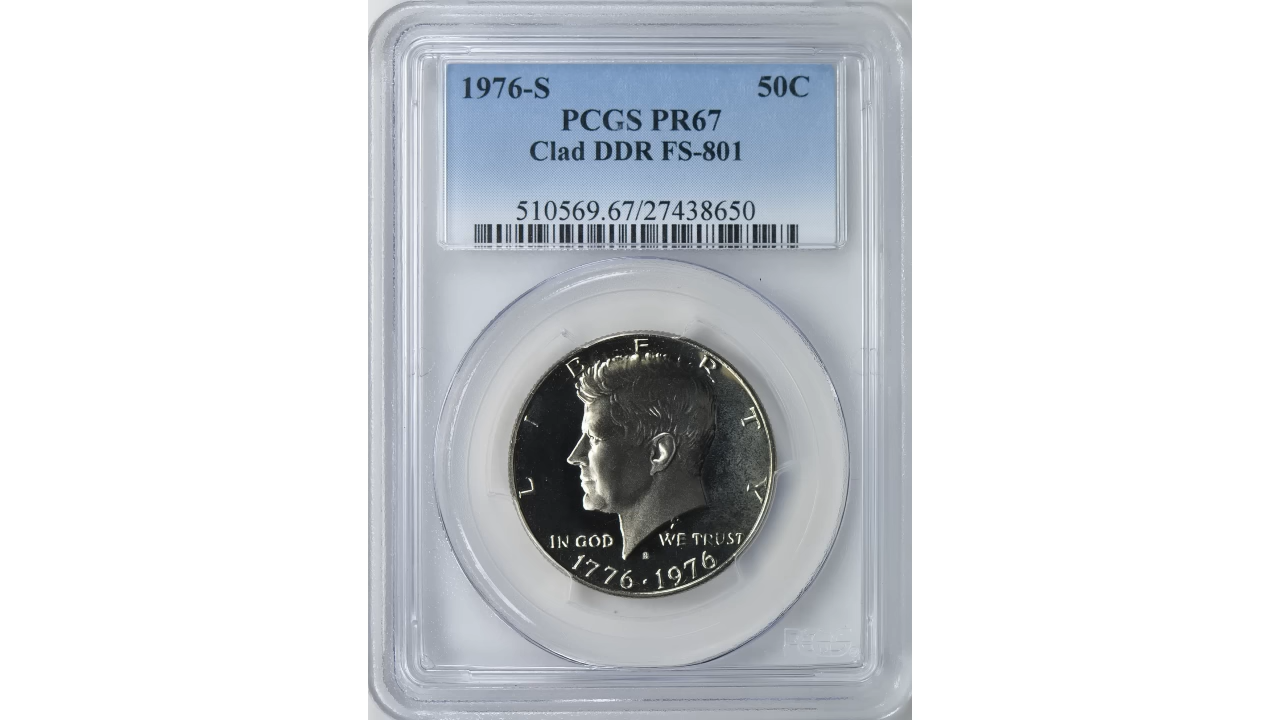 1976-S 50C
PCGS PR67
Clad DDR FS-801
510569.67/27438650
LIBERTY
IN GOD WE TRUST
S
1776·1976